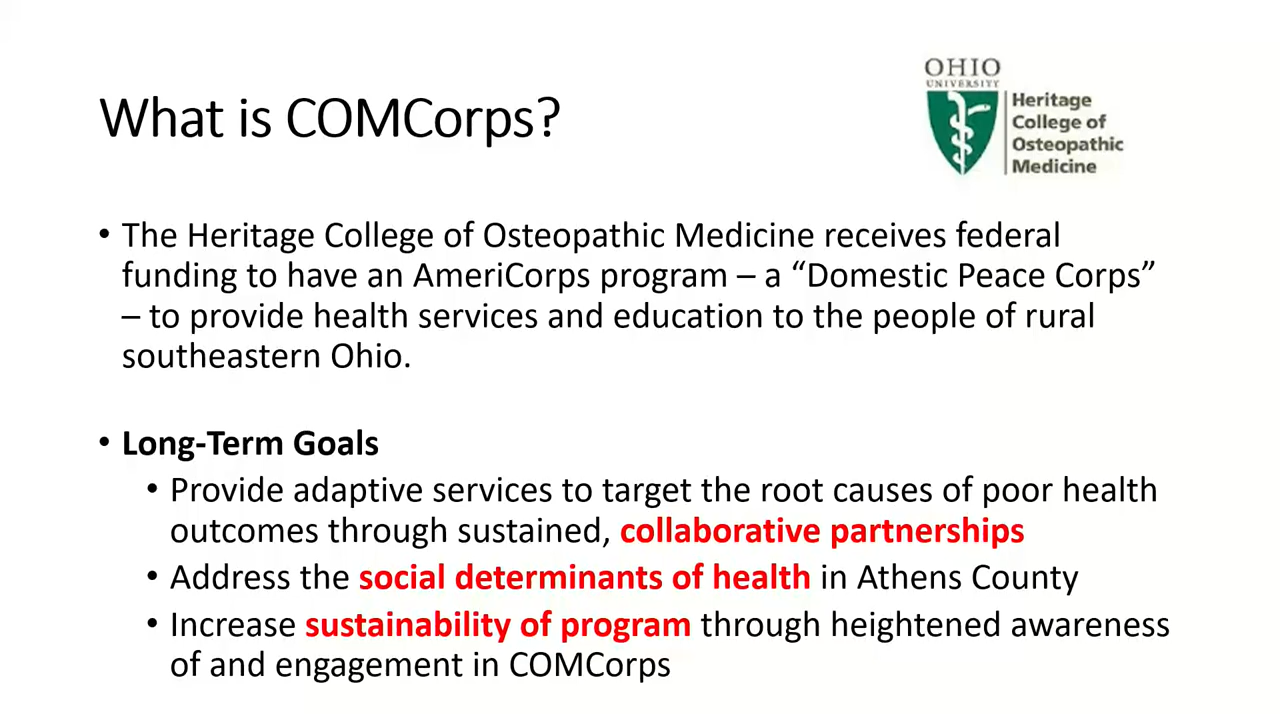 What is COMCorps?
OHIO
UNIVERSITY
Heritage
College of
Osteopathic
Medicine
• The Heritage College of Osteopathic Medicine receives federal
funding to have an AmeriCorps program – a “Domestic Peace Corps”
– to provide health services and education to the people of rural
southeastern Ohio.
• Long-Term Goals
• Provide adaptive services to target the root causes of poor health
outcomes through sustained, collaborative partnerships
• Address the social determinants of health in Athens County
• Increase sustainability of program through heightened awareness
of and engagement in COMCorps